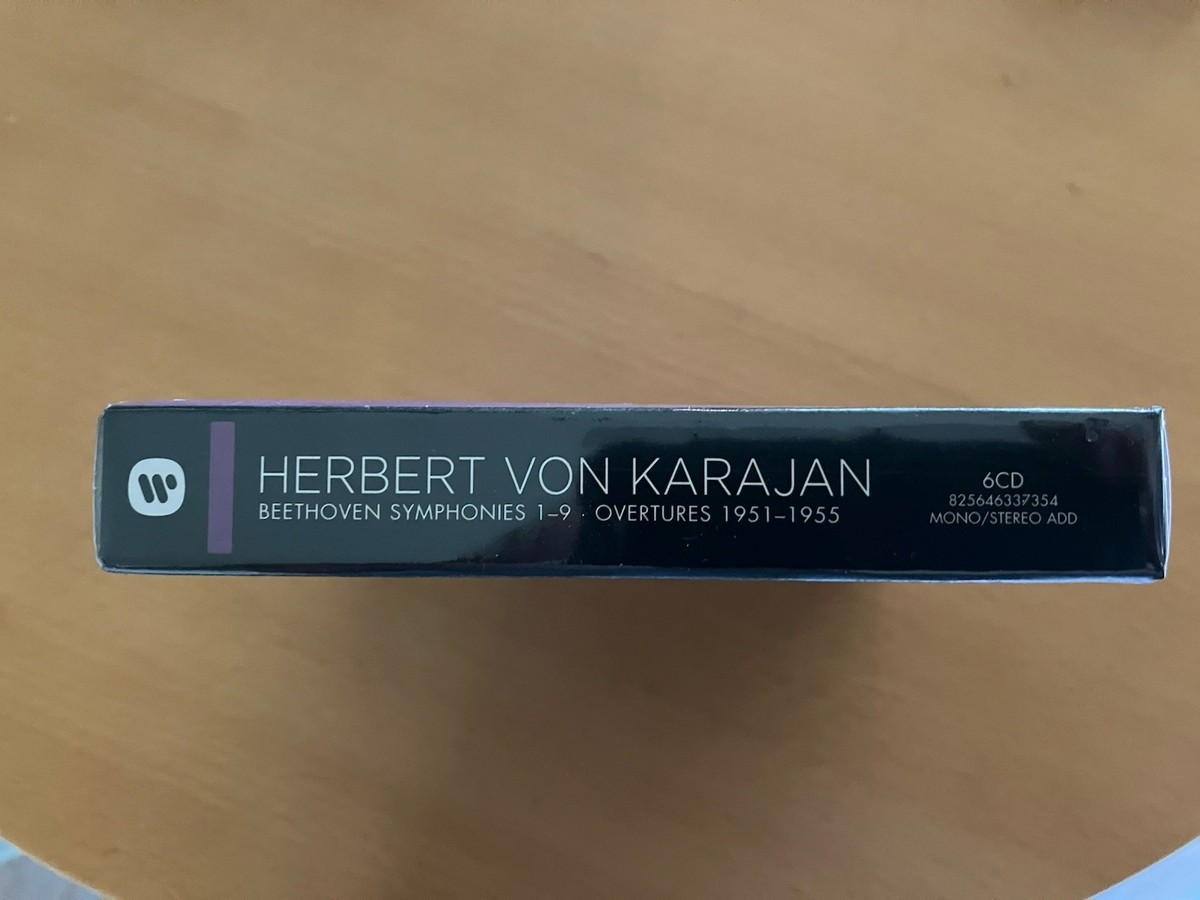 HERBERT VON KARAJAN
BEETHOVEN SYMPHONIES 1–9 · OVERTURES 1951–1955
6CD
825646337354
MONO/STEREO ADD